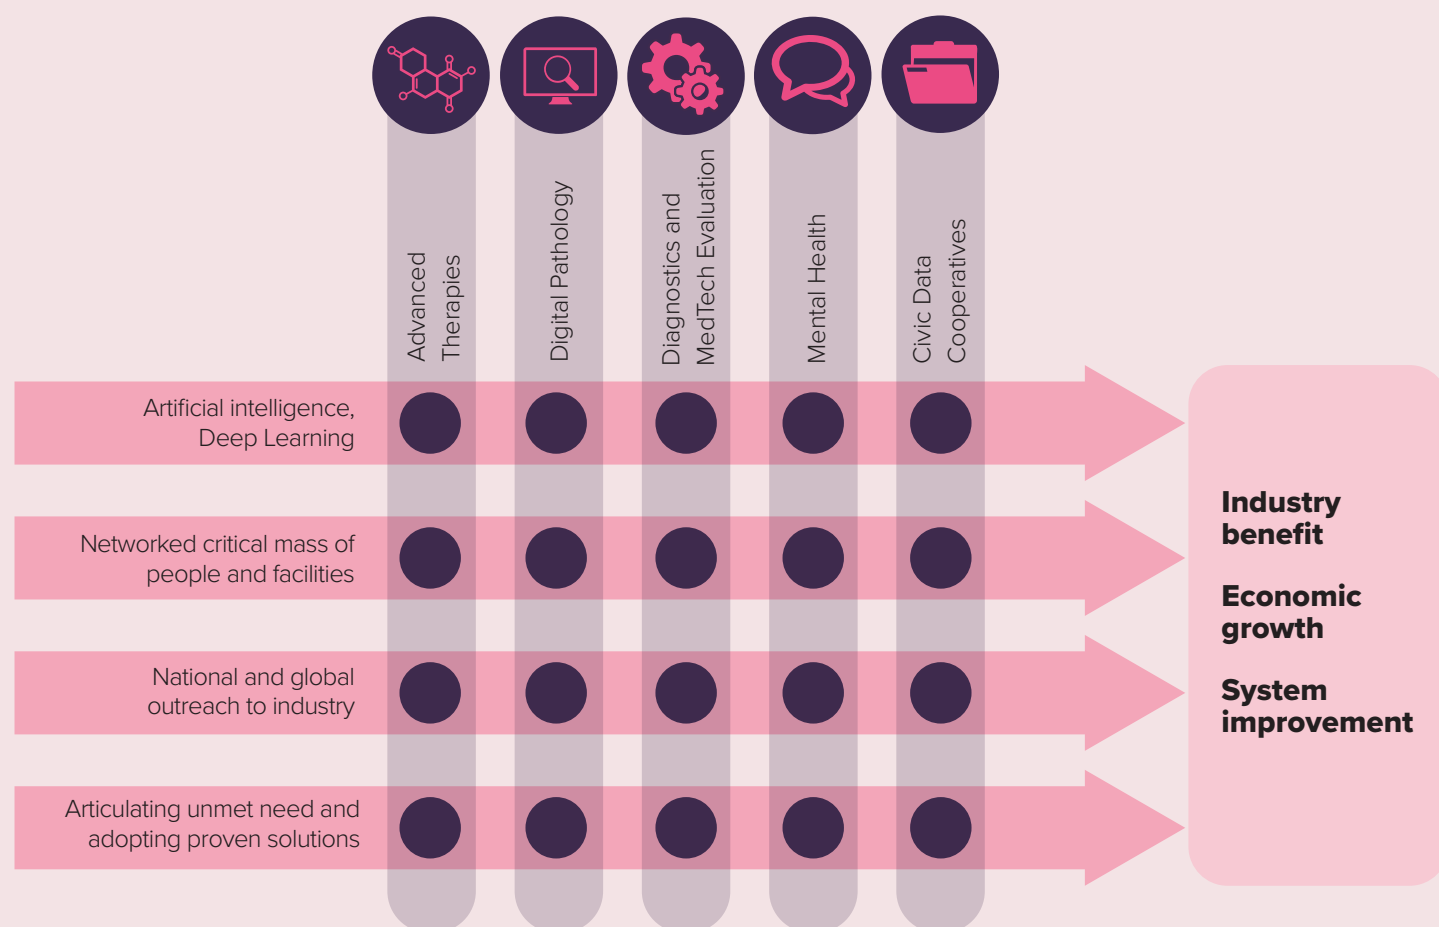 Advanced
Therapies
Digital Pathology
Diagnostics and
MedTech Evaluation
Mental Health
Civic Data
Cooperatives
Artificial intelligence,
Deep Learning
Networked critical mass of
people and facilities
National and global
outreach to industry
Articulating unmet need and
adopting proven solutions
Industry
benefit
Economic
growth
System
improvement